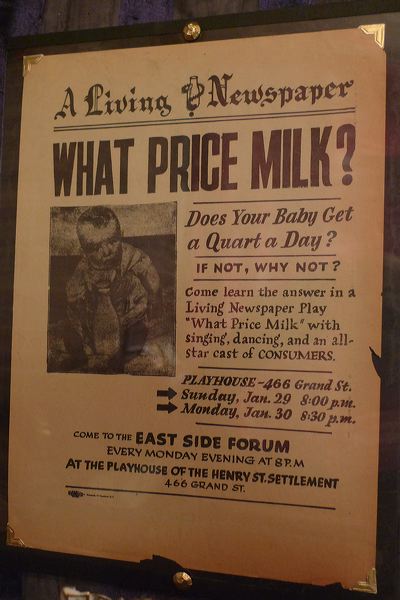 A Living Newspaper
WHAT PRICE MILK?
Does Your Baby Get
a Quart a Day?
IF NOT, WHY NOT?
Come learn the answer in a
Living Newspaper Play
"What Price Milk" with
singing, dancing, and an all-
star cast of CONSUMERS.
PLAYHOUSE-466 Grand St.
Sunday, Jan. 29 8:00 p.m.
Monday, Jan. 30 8:30 p.m.
COME TO THE EAST SIDE FORUM
EVERY MONDAY EVENING AT 8 P.M
AT THE PLAYHOUSE OF THE HENRY ST. SETTLEMENT
466 GRAND ST.